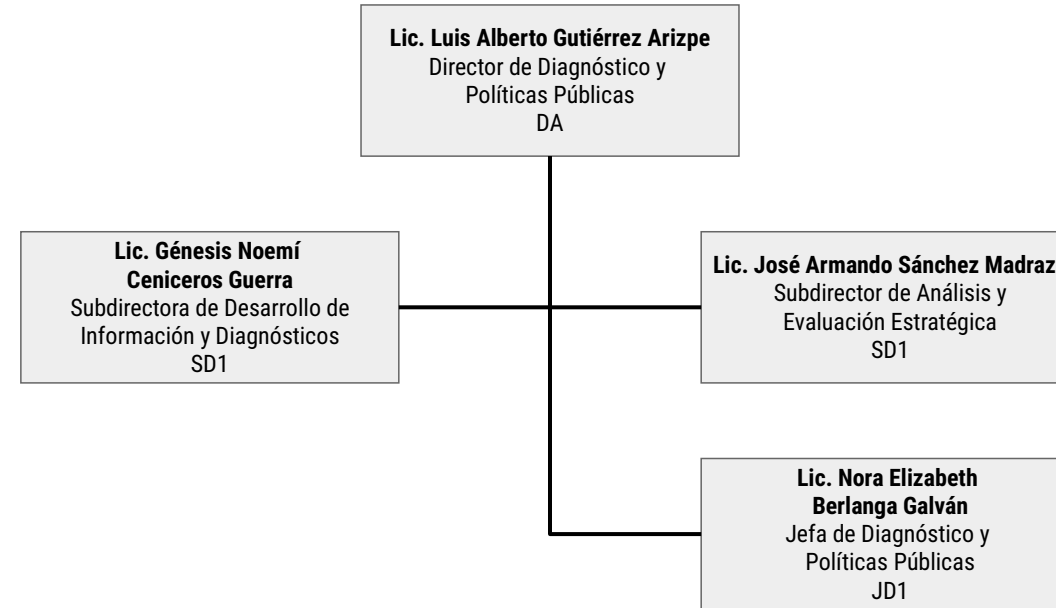 Lic. Luis Alberto Gutiérrez Arizpe
Director de Diagnóstico y
Políticas Públicas
DA
Lic. Génesis Noemí
Ceniceros Guerra
Subdirectora de Desarrollo de
Información y Diagnósticos
SD1
Lic. José Armando Sánchez Madraz
Subdirector de Análisis y
Evaluación Estratégica
SD1
Lic. Nora Elizabeth
Berlanga Galván
Jefa de Diagnóstico y
Políticas Públicas
JD1